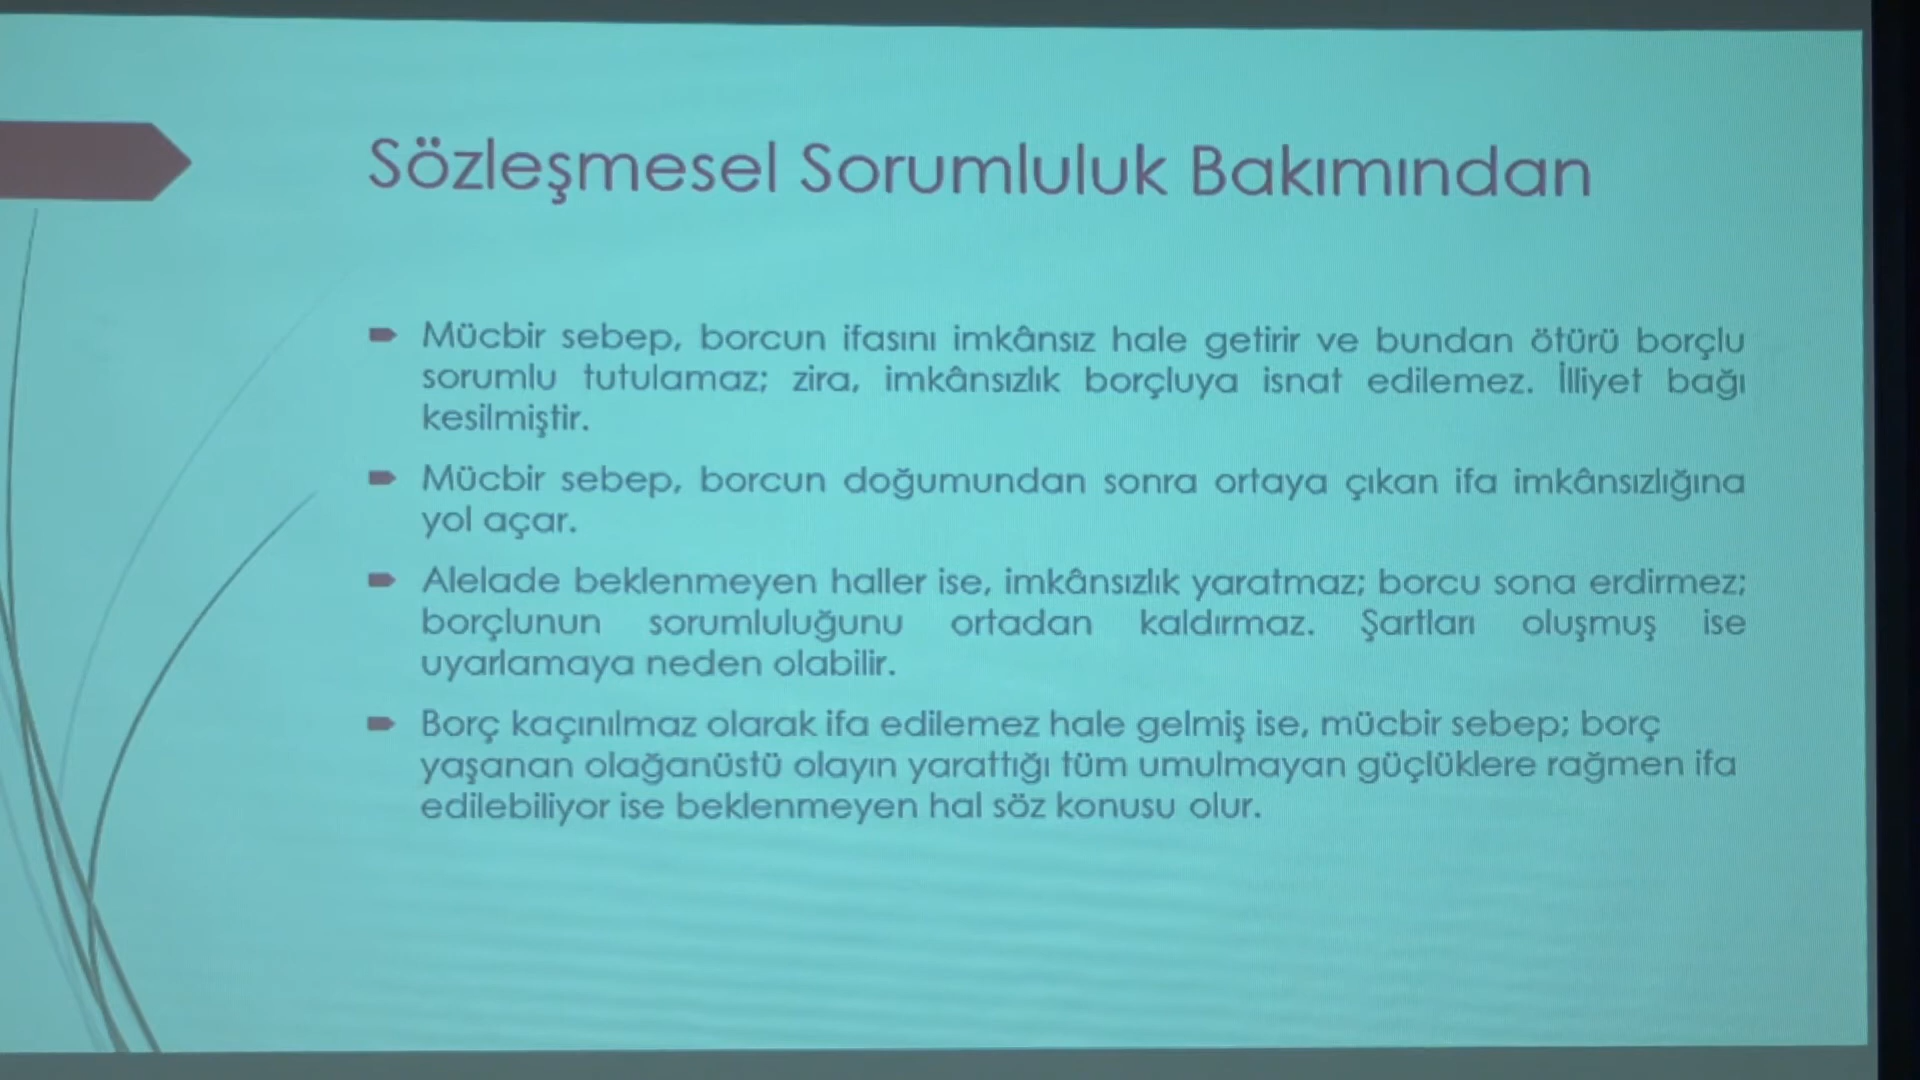 Sözleşmesel Sorumluluk Bakımından
Mücbir sebep, borcun ifasını imkânsız hale getirir ve bundan ötürü borçlu
sorumlu tutulamaz; zira, imkânsızlık borçluya isnat edilemez. İlliyet bağı
kesilmiştir.
Mücbir sebep, borcun doğumundan sonra ortaya çıkan ifa imkânsızlığına
yol açar.
Alelade beklenmeyen haller ise, imkânsızlık yaratmaz; borcu sona erdirmez;
borçlunun sorumluluğunu ortadan kaldırmaz. Şartları oluşmuş ise
uyarlamaya neden olabilir.
Borç kaçınılmaz olarak ifa edilemez hale gelmiş ise, mücbir sebep; borç
yaşanan olağanüstü olayın yarattığı tüm umulmayan güçlüklere rağmen ifa
edilebiliyor ise beklenmeyen hal söz konusu olur.